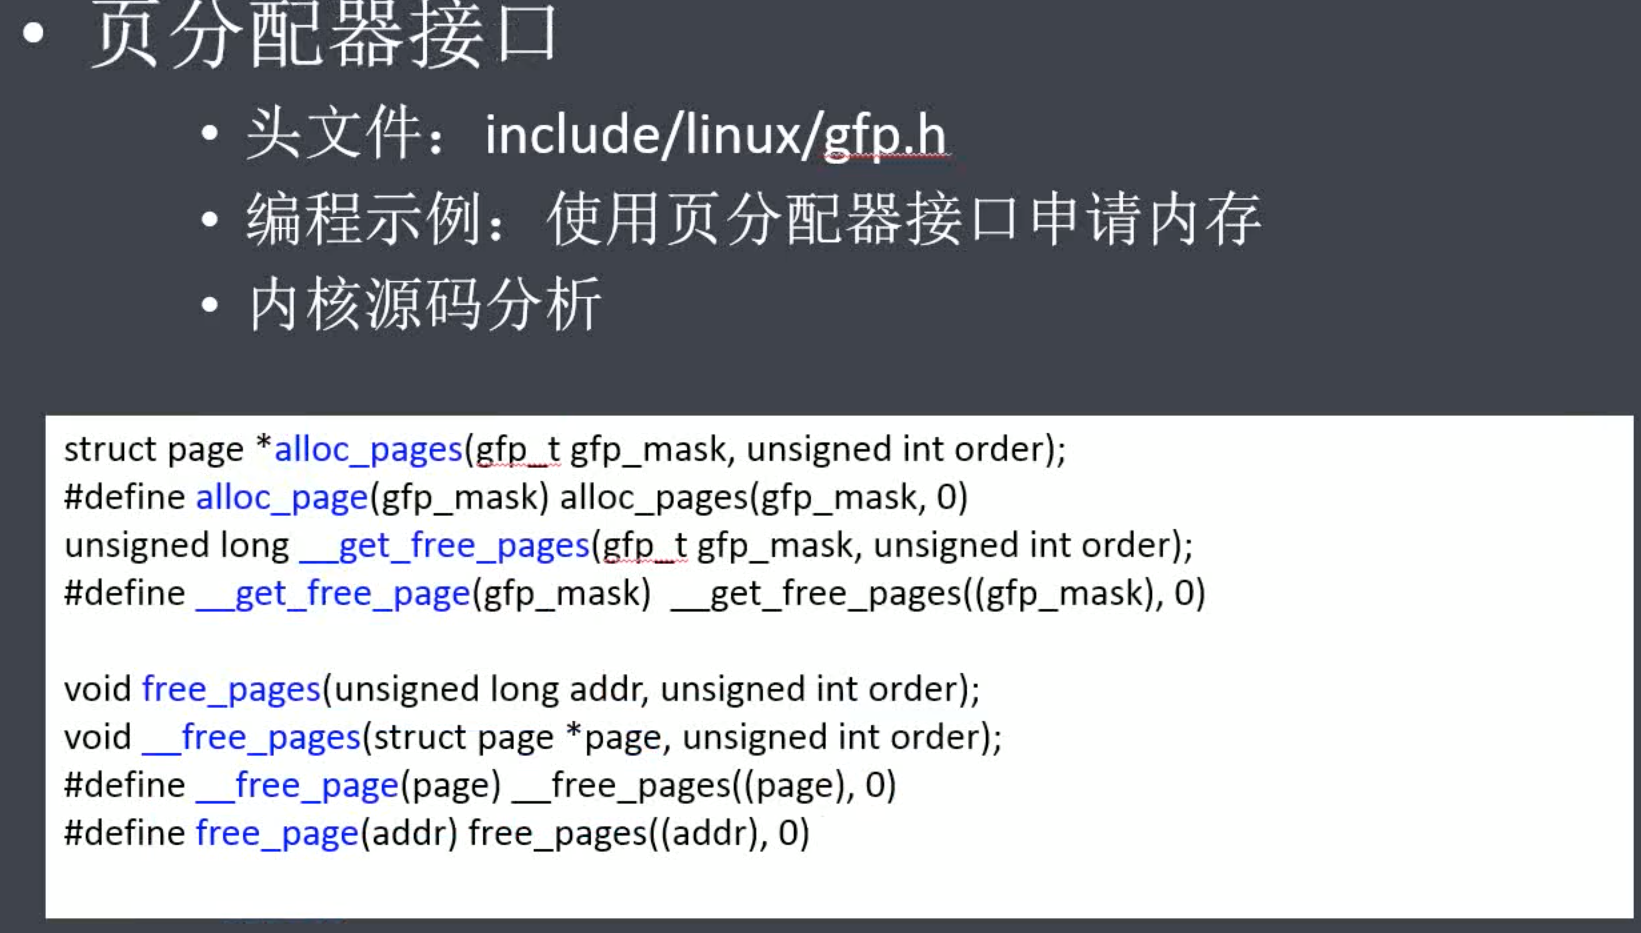 • 页分配器接口
• 头文件：include/linux/gfp.h
• 编程示例：使用页分配器接口申请内存
• 内核源码分析
struct page *alloc_pages(gfp_t gfp_mask, unsigned int order);
#define alloc_page(gfp_mask) alloc_pages(gfp_mask, 0)
unsigned long __get_free_pages(gfp_t gfp_mask, unsigned int order);
#define __get_free_page(gfp_mask)  __get_free_pages((gfp_mask), 0)
void free_pages(unsigned long addr, unsigned int order);
void __free_pages(struct page *page, unsigned int order);
#define __free_page(page) __free_pages((page), 0)
#define free_page(addr) free_pages((addr), 0)